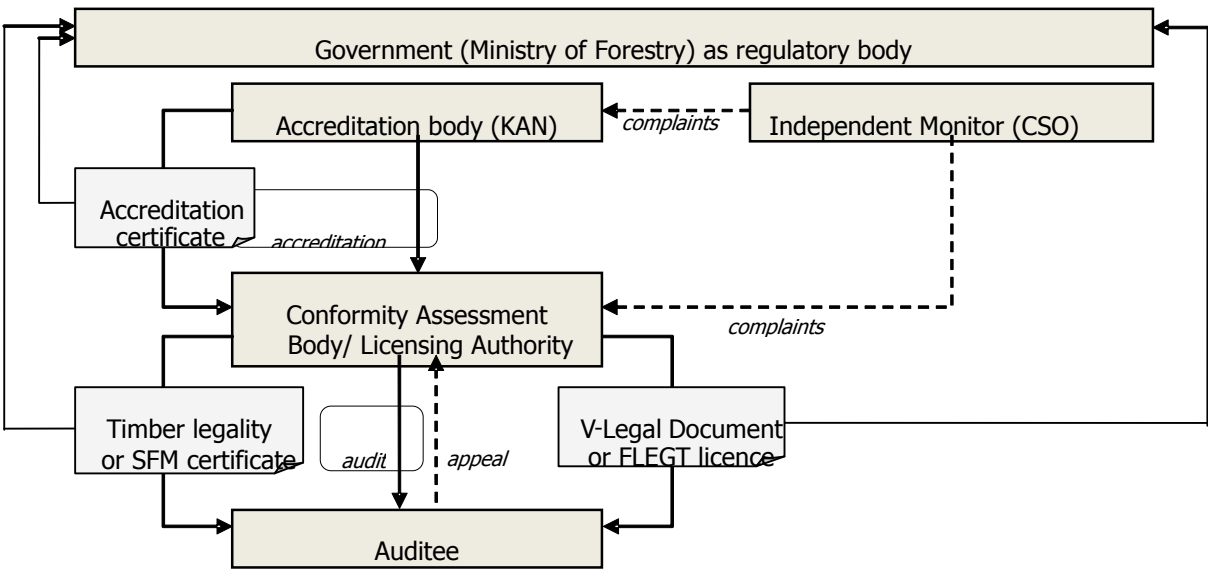 Government (Ministry of Forestry) as regulatory body
Accreditation body (KAN)
complaints
Independent Monitor (CSO)
Accreditation
certificate
accreditation
Conformity Assessment
Body/ Licensing Authority
complaints
Timber legality
or SFM certificate
audit
appeal
V-Legal Document
or FLEGT licence
Auditee